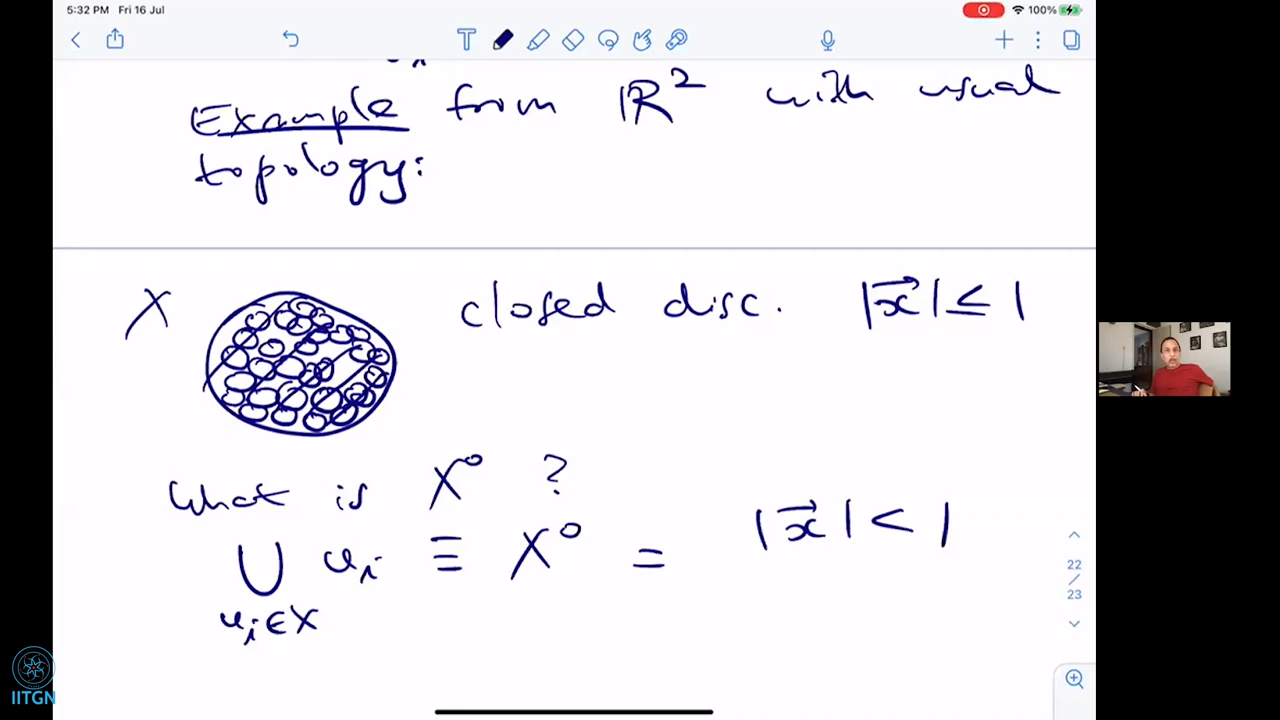 5:32 PM Fri 16 Jul
100%
Example from ℝ² with usual
topology:
X closed disc. |x⃗| ≤ 1
What is X° ?
⋃ uᵢ ≡ X° = |x⃗| < 1
uᵢ ∈ X
22
/
23
IITGN